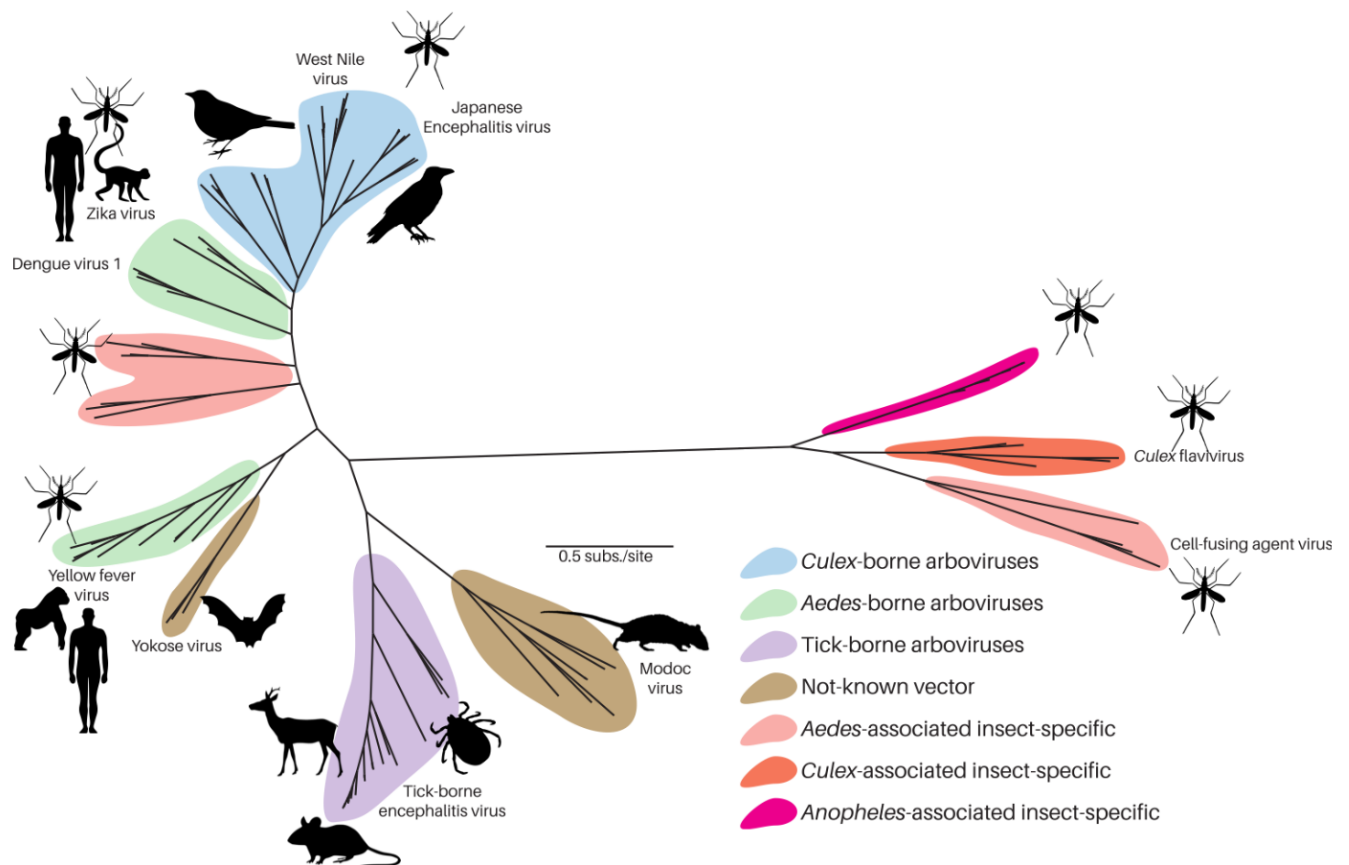 West Nile
virus
Japanese
Encephalitis virus
Zika virus
Dengue virus 1
Culex flavivirus
Cell-fusing agent virus
Yellow fever
virus
Yokose virus
Modoc
virus
Tick-borne
encephalitis virus
0.5 subs./site
Culex-borne arboviruses
Aedes-borne arboviruses
Tick-borne arboviruses
Not-known vector
Aedes-associated insect-specific
Culex-associated insect-specific
Anopheles-associated insect-specific